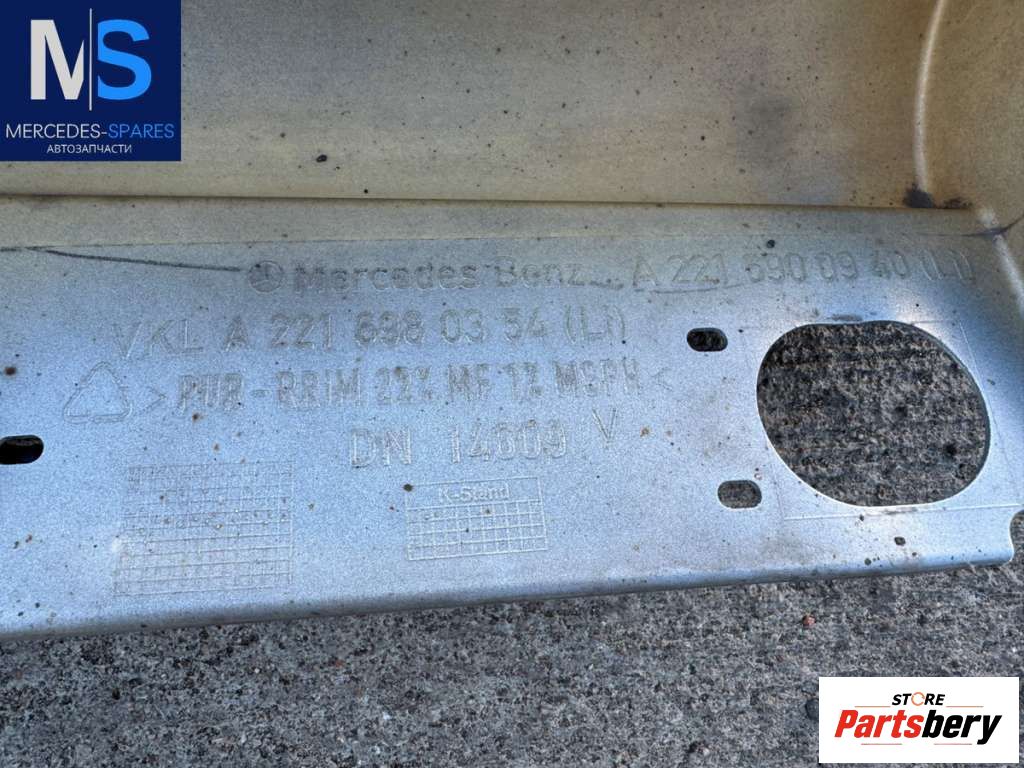 MS
MERCEDES-SPARES
АВТОЗАПЧАСТИ
Mercedes Benz A 221 690 09 40 (Li)
VKL A 221 698 03 54 (Li)
>PUR-RRIM 22% MF 1% MSPH<
DN 14009 V
K-Stand
STORE
Partsbery